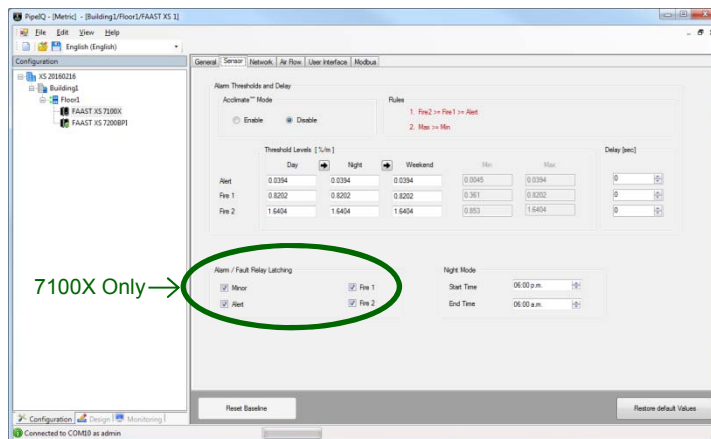 PipeIQ - [Metric] - [Building1/Floor1/FAAST XS 1]
File Edit View Help
English (English)
Configuration
XS 20160216
Building1
Floor1
FAAST XS 7100X
FAAST XS 7200BPI
General Sensor Network Air Flow User Interface Modbus
Alarm Thresholds and Delay
Acclimate™ Mode
Enable Disable
Rules
1. Fire2 >= Fire1 >= Alert
2. Max >= Min
Threshold Levels [%/m]
Delay [sec]
Day Night Weekend Min Max
Alert 0.0394 0.0394 0.0394 0.0045 0.0394 0
Fire 1 0.8202 0.8202 0.8202 0.361 0.8202 0
Fire 2 1.6404 1.6404 1.6404 0.853 1.6404 0
7100X Only
Alarm / Fault Relay Latching
Minor Fire 1
Alert Fire 2
Night Mode
Start Time 06:00 p.m.
End Time 06:00 a.m.
Reset Baseline
Restore default Values
Configuration Design Monitoring
Connected to COM10 as admin